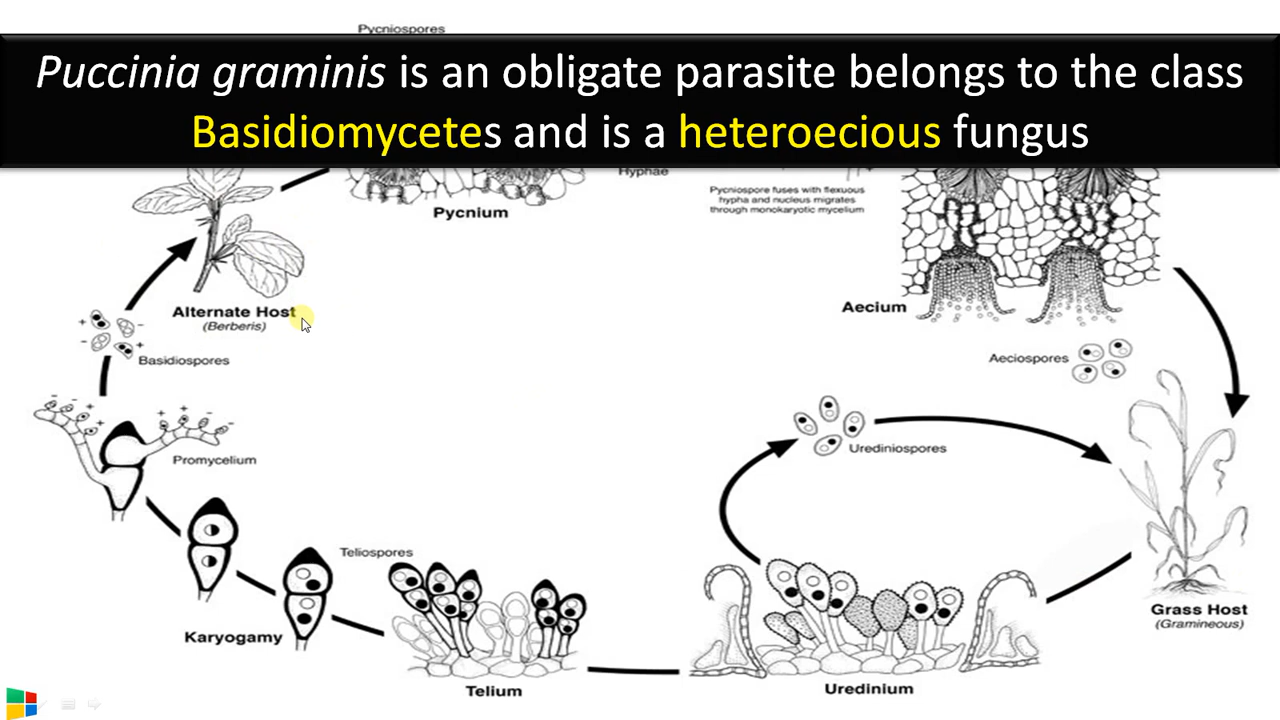 Pycniospores
Puccinia graminis is an obligate parasite belongs to the class
Basidiomycetes and is a heteroecious fungus
Hyphae
Pycniospore fuses with flexuous
hypha and nucleus migrates
through monokaryotic mycelium
Pycnium
Aecium
Alternate Host
(Berberis)
+
-
-
+
Basidiospores
Aeciospores
Promycelium
Urediniospores
Teliospores
Karyogamy
Grass Host
(Gramineous)
Telium
Uredinium